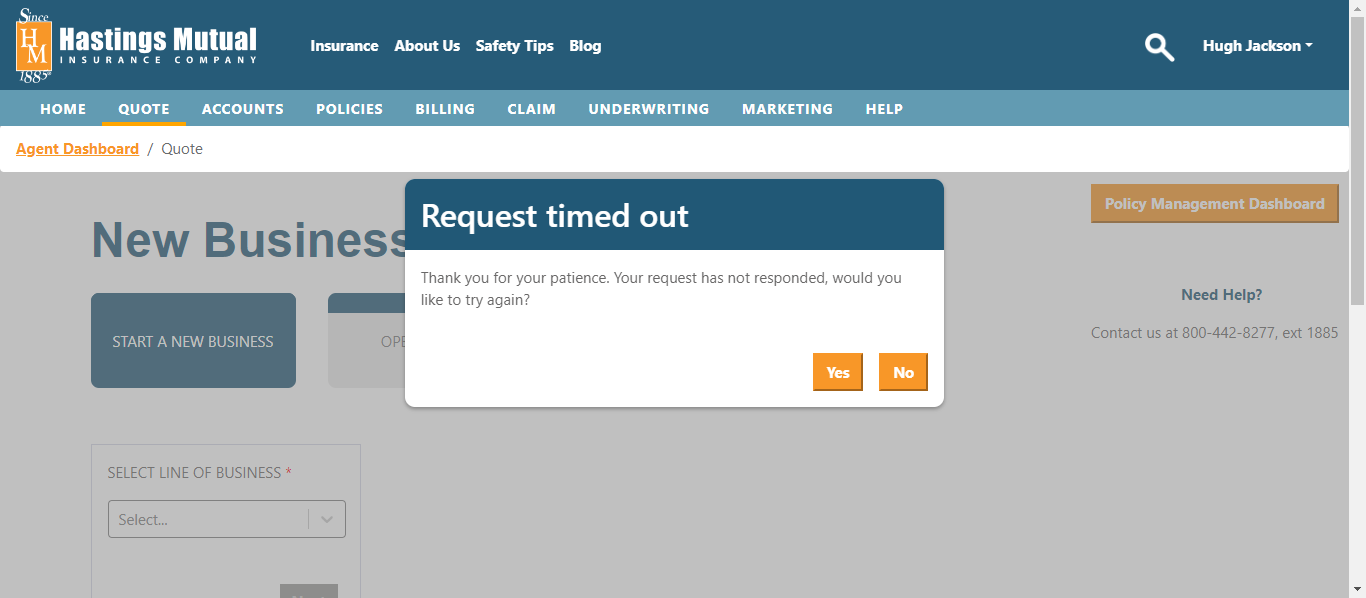 Since
HM
1885
Hastings Mutual
INSURANCE COMPANY
Insurance About Us Safety Tips Blog
Hugh Jackson
HOME QUOTE ACCOUNTS POLICIES BILLING CLAIM UNDERWRITING MARKETING HELP
Agent Dashboard / Quote
Policy Management Dashboard
New Business
Request timed out
Thank you for your patience. Your request has not responded, would you
like to try again?
Yes No
START A NEW BUSINESS
Need Help?
Contact us at 800-442-8277, ext 1885
SELECT LINE OF BUSINESS *
Select...